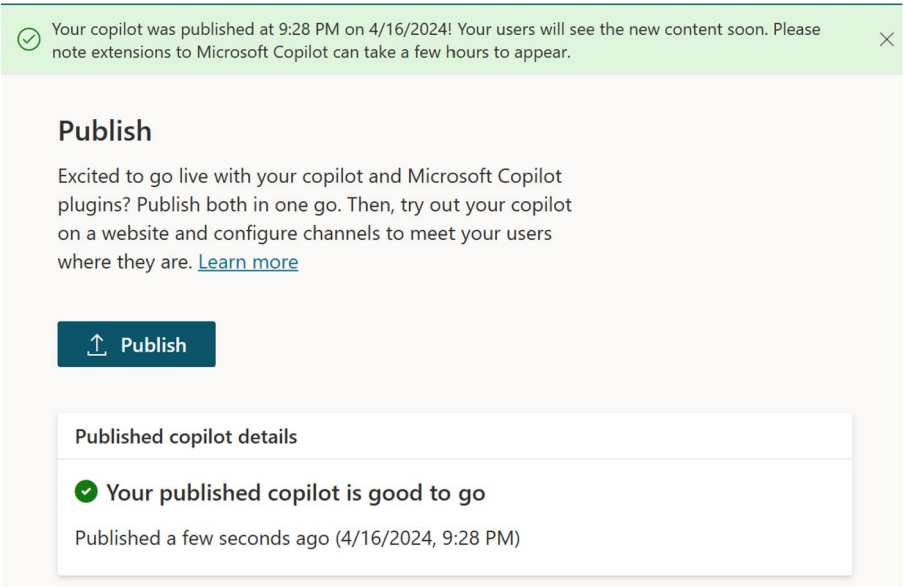 Your copilot was published at 9:28 PM on 4/16/2024! Your users will see the new content soon. Please
note extensions to Microsoft Copilot can take a few hours to appear.
Publish
Excited to go live with your copilot and Microsoft Copilot
plugins? Publish both in one go. Then, try out your copilot
on a website and configure channels to meet your users
where they are. Learn more
Publish
Published copilot details
Your published copilot is good to go
Published a few seconds ago (4/16/2024, 9:28 PM)